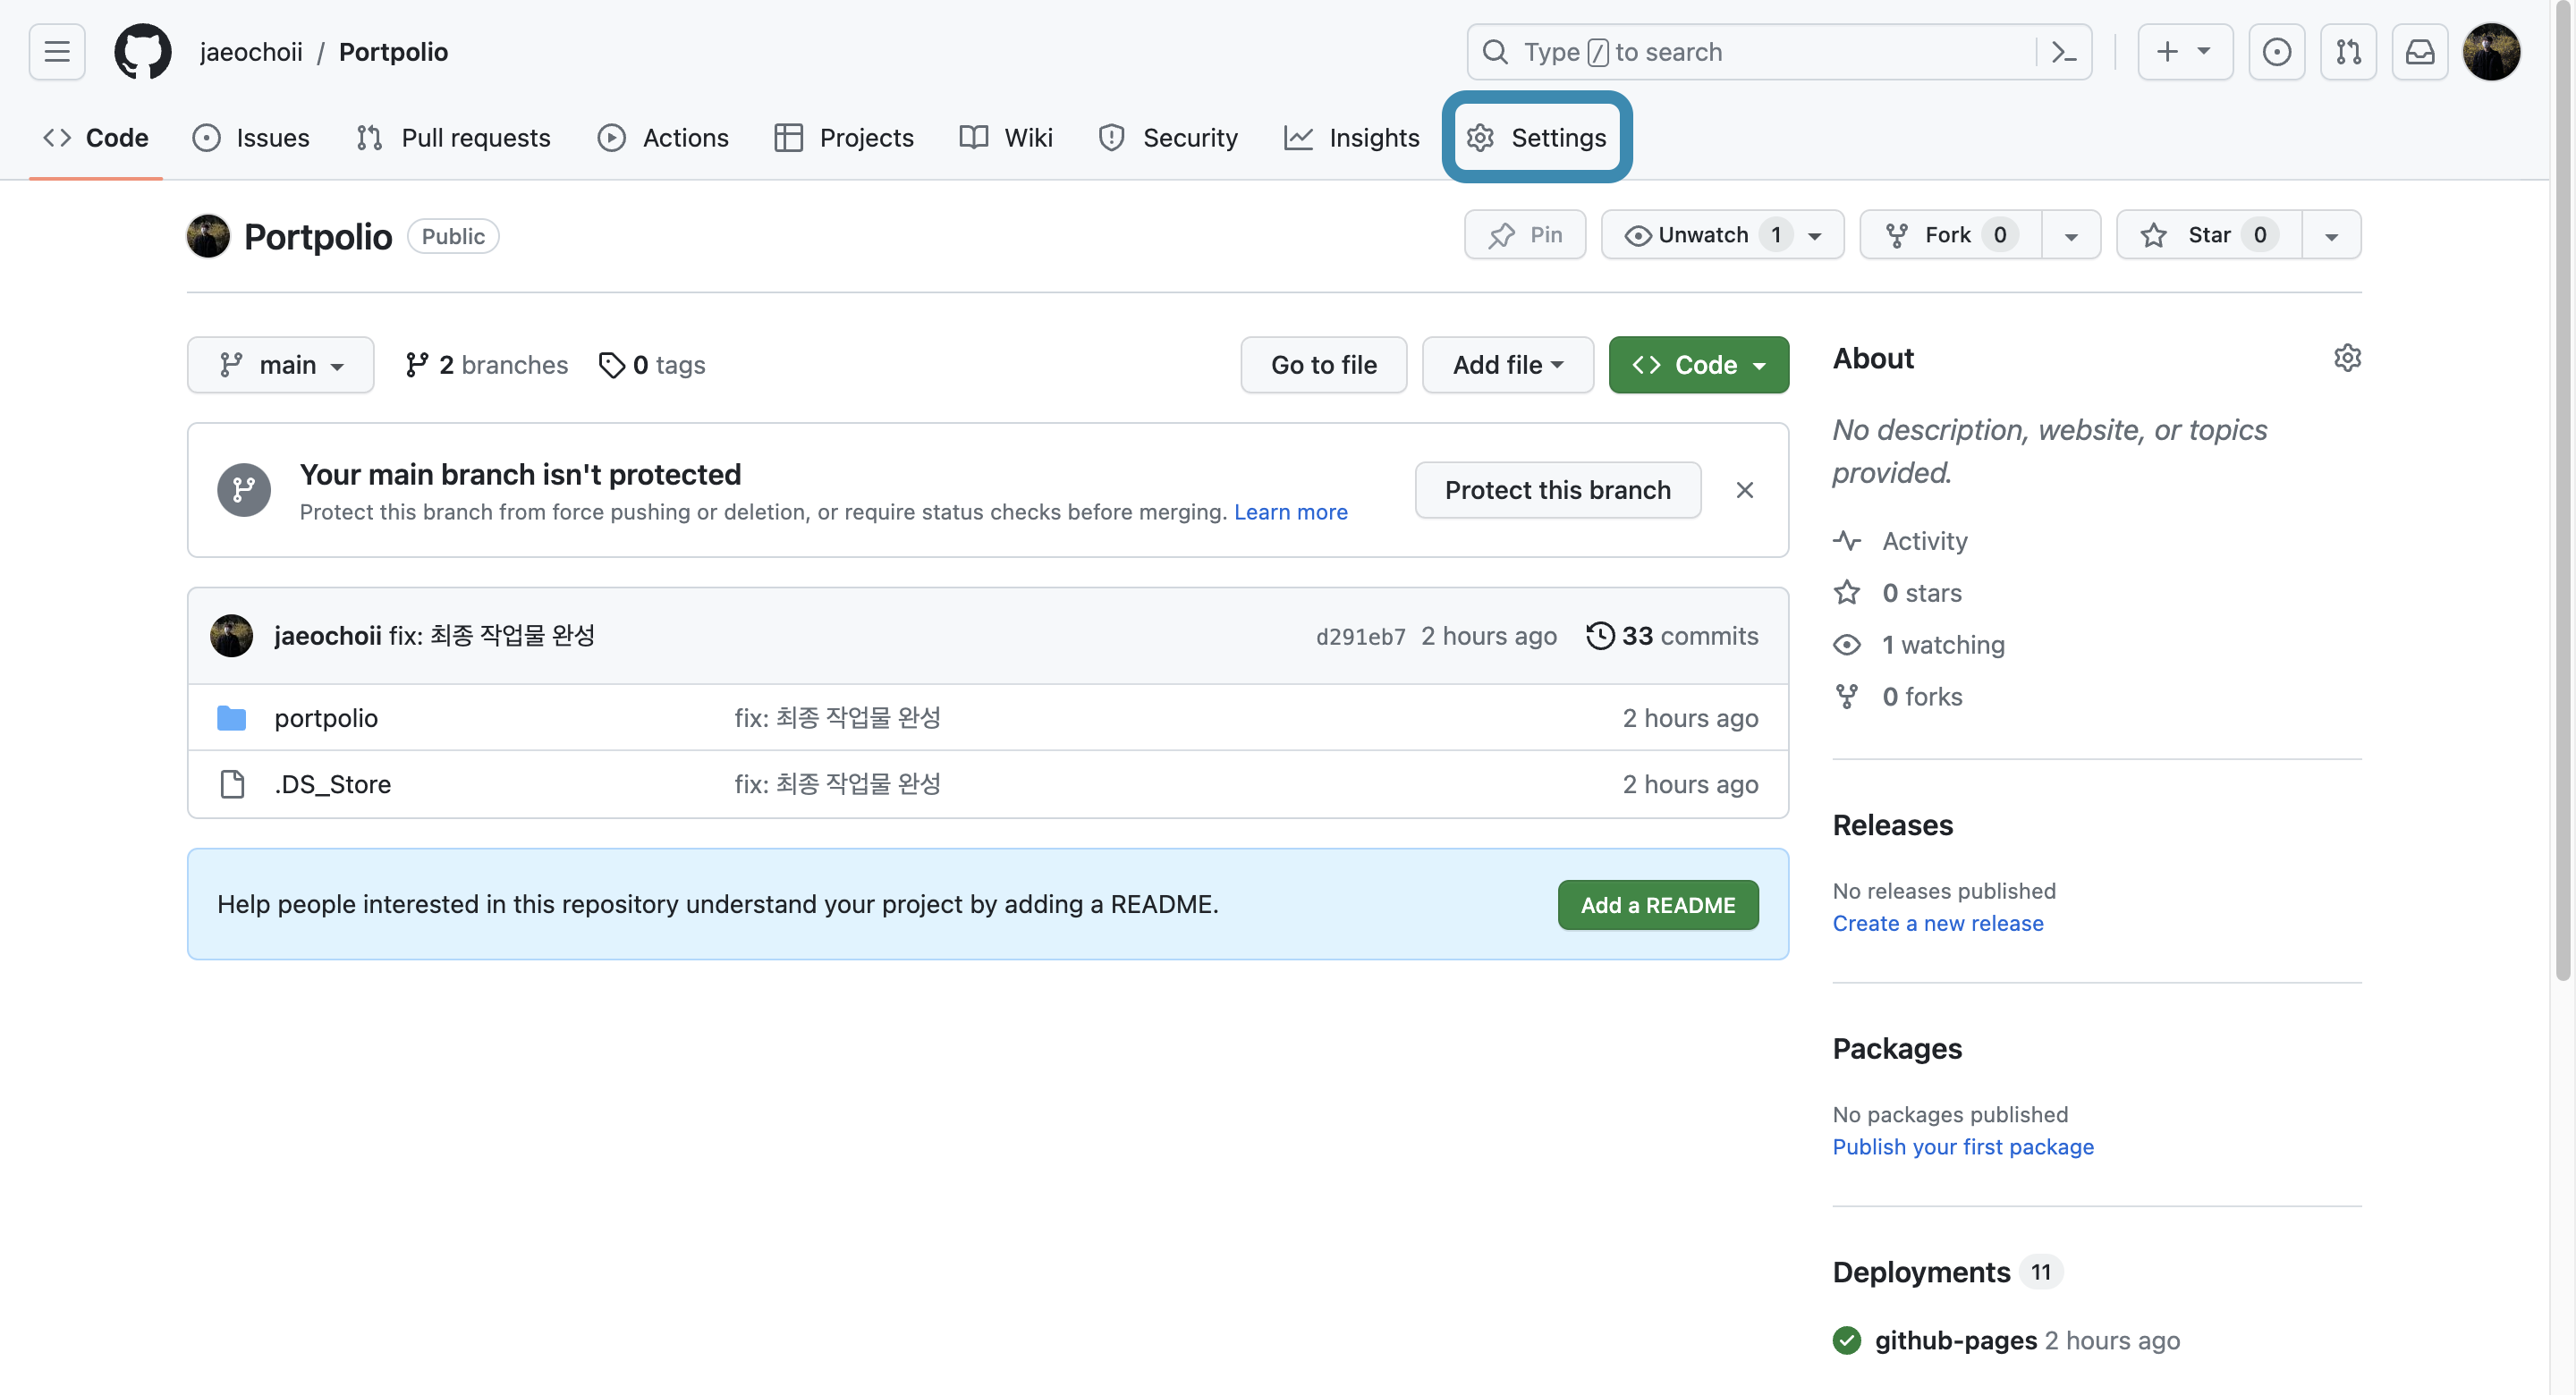 jaeochoii / Portpolio
Type / to search
Code Issues Pull requests Actions Projects Wiki Security Insights Settings
Portpolio Public
Pin Unwatch 1 Fork 0 Star 0
main 2 branches 0 tags
Go to file Add file Code
Your main branch isn't protected
Protect this branch from force pushing or deletion, or require status checks before merging. Learn more
Protect this branch
jaeochoii fix: 최종 작업물 완성 d291eb7 2 hours ago 33 commits
portpolio fix: 최종 작업물 완성 2 hours ago
.DS_Store fix: 최종 작업물 완성 2 hours ago
Help people interested in this repository understand your project by adding a README.
Add a README
About
No description, website, or topics
provided.
Activity
0 stars
1 watching
0 forks
Releases
No releases published
Create a new release
Packages
No packages published
Publish your first package
Deployments 11
github-pages 2 hours ago